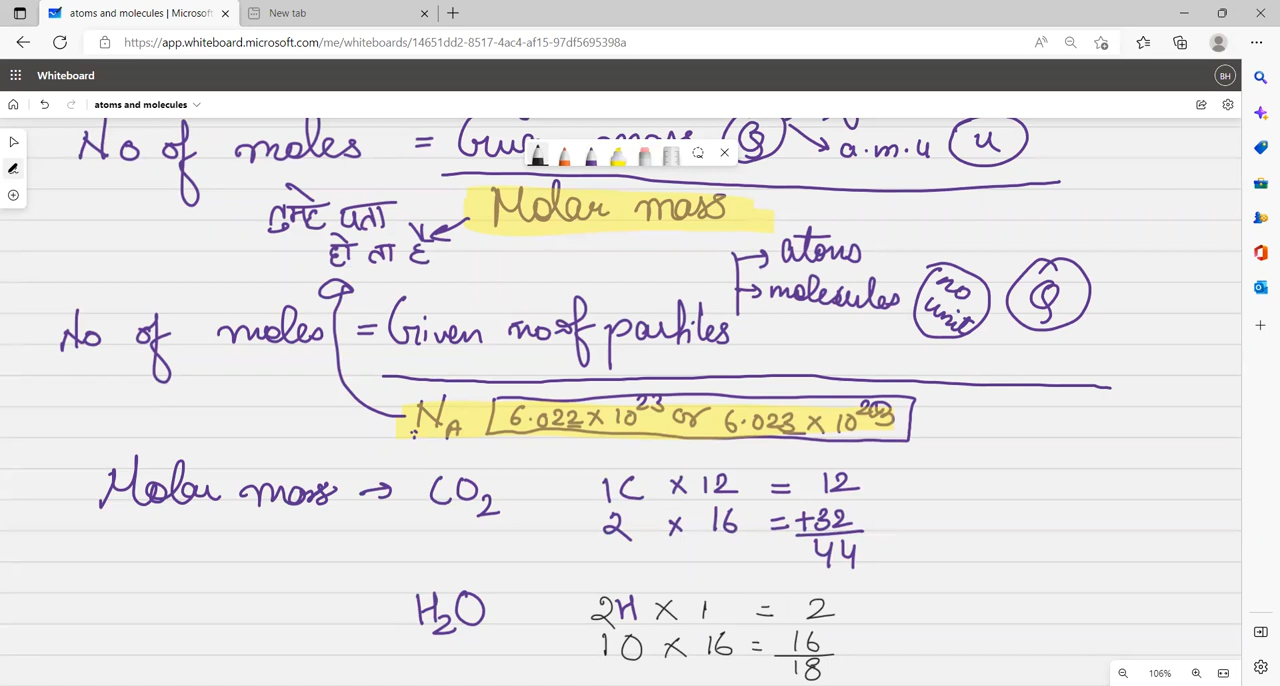 atoms and molecules | Microsoft
New tab
https://app.whiteboard.microsoft.com/me/whiteboards/14651dd2-8517-4ac4-af15-97df5695398a
Whiteboard
BH
atoms and molecules
No of moles = mass
a.m.u u
Molar mass
पता
होता है
atoms
molecules
no unit
No of moles = Given no of partiles
NA 6.022 × 10^23 or 6.023 × 10
Molar mass → CO2 1C × 12 = 12
2 × 16 = +32
44
H2O 2H × 1 = 2
1O × 16 = 16
18
106%